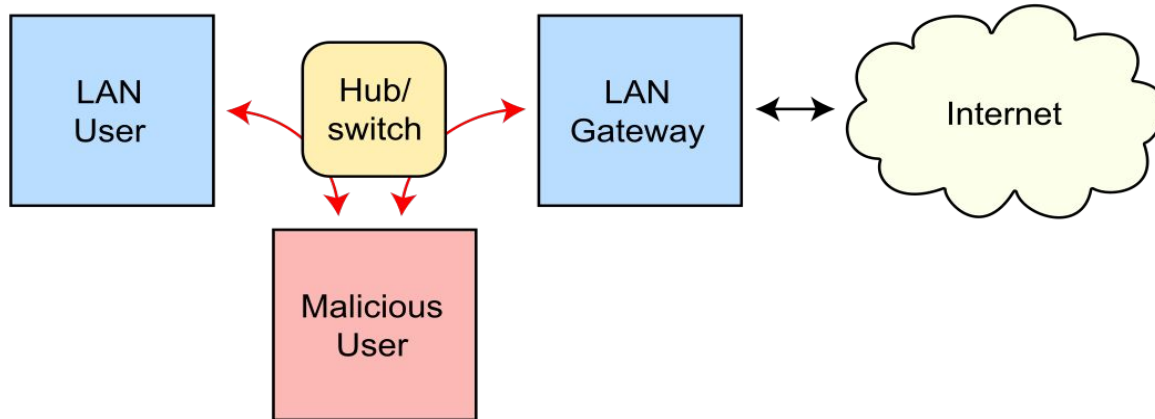 LAN
User
Hub/
switch
LAN
Gateway
Internet
Malicious
User